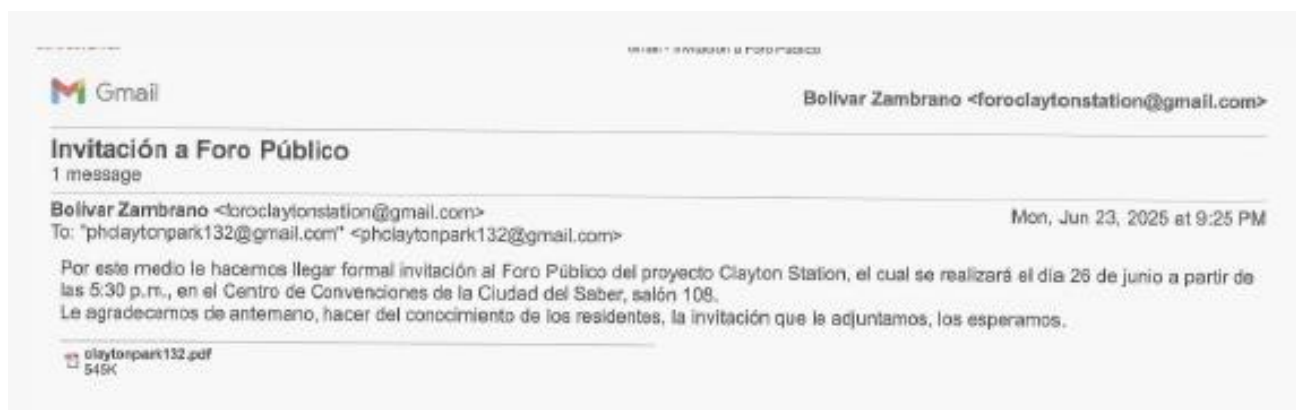 Gmail - Invitación a Foro Público
Gmail
Bolivar Zambrano <foroclaytonstation@gmail.com>
Invitación a Foro Público
1 message
Bolivar Zambrano <foroclaytonstation@gmail.com>
Mon, Jun 23, 2025 at 9:25 PM
To: "phclaytonpark132@gmail.com" <phclaytonpark132@gmail.com>
Por este medio le hacemos llegar formal invitación al Foro Público del proyecto Clayton Station, el cual se realizará el día 26 de junio a partir de
las 5:30 p.m., en el Centro de Convenciones de la Ciudad del Saber, salón 108.
Le agradecemos de antemano, hacer del conocimiento de los residentes, la invitación que le adjuntamos, los esperamos.
claytonpark132.pdf
545K